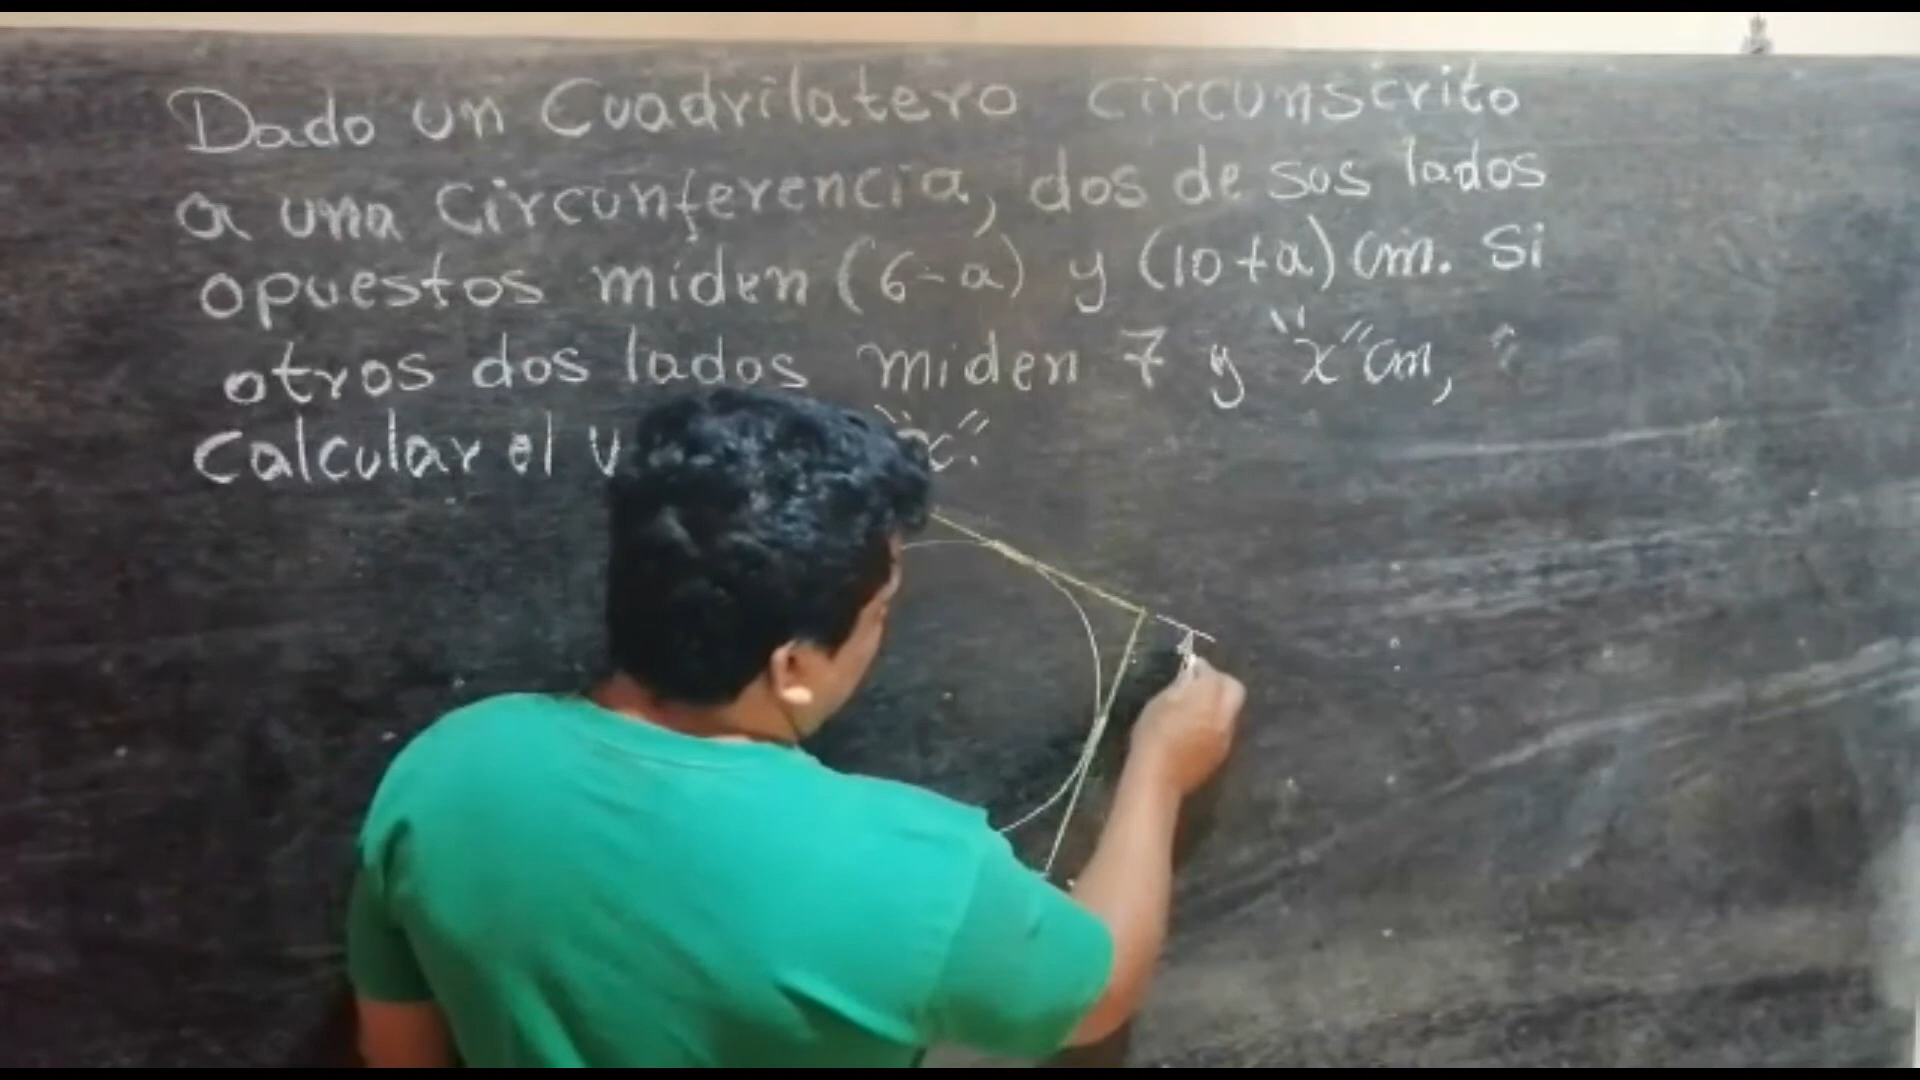 Dado un Cuadrilatero circunscrito
a una circunferencia, dos de sus lados
opuestos miden (6-a) y (10+a) cm. Si
otros dos lados miden 7 y "x" cm,
Calcular el "x".